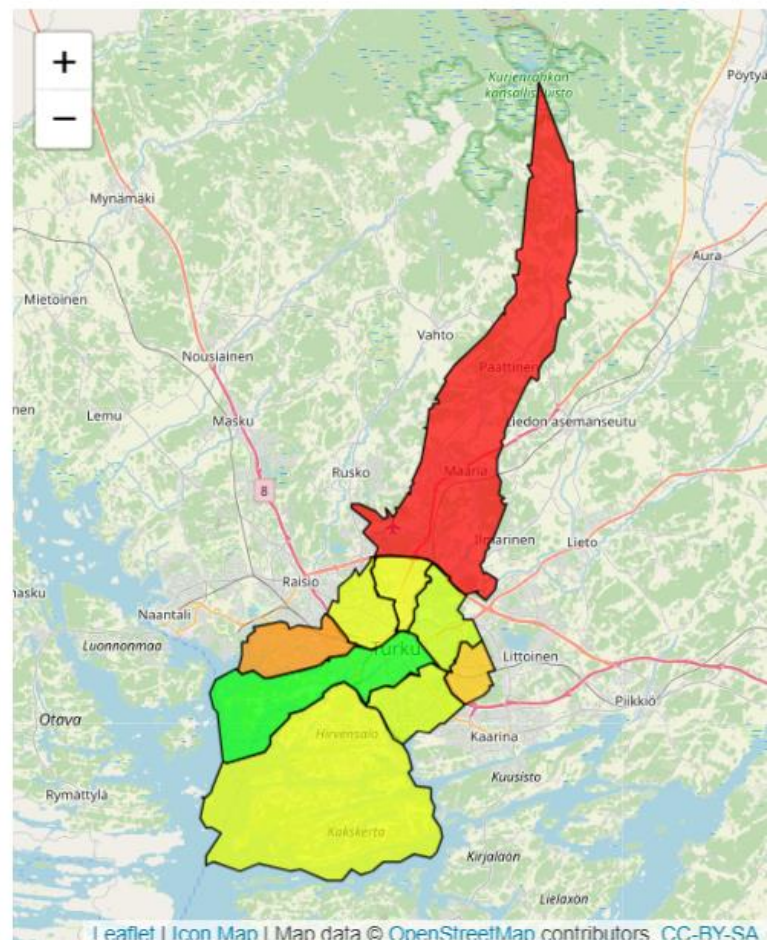 +
−
Kurjenrahkan
kansallispuisto
Pöytyä
Mynämäki
Aura
Mietoinen
Vahto
Nousiainen
Paattinen
nen
Lemu
Masku
Liedon asemanseutu
Rusko
Maaria
8
Ilmarinen
Lieto
Raisio
nasku
Naantali
Luonnonmaa
Turku
Littoinen
Piikkiö
Otava
Hirvensalo
Kaarina
Kuusisto
Rymättylä
Kakskerta
Kirjalaön
Lielaxön
Leaflet | Icon Map | Map data © OpenStreetMap contributors, CC-BY-SA